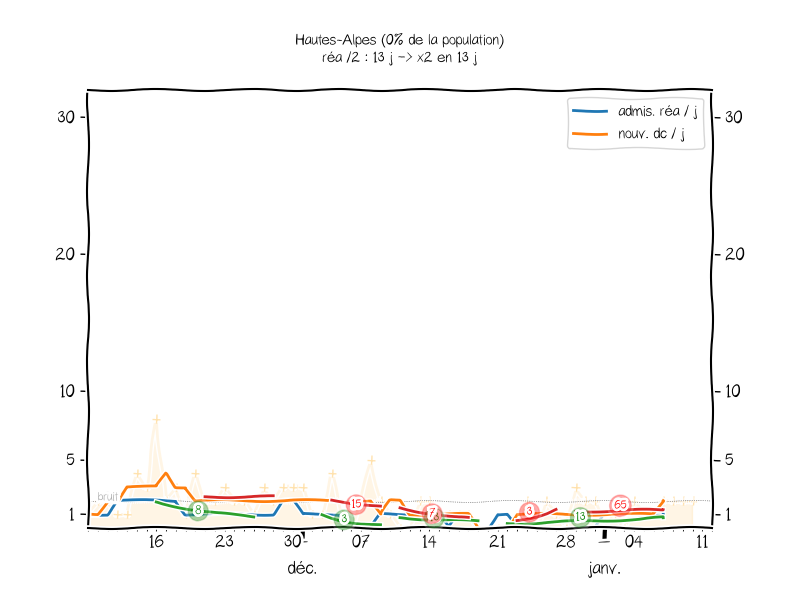 Hautes-Alpes (0% de la population)
réa /2 : 13 j -> x2 en 13 j
admis. réa / j
nouv. dc / j
30 30
20 20
10 10
5 5
1 1
bruit
8 3 15 7 3 13 65
16 23 30 07 14 21 28 04 11
déc. janv.